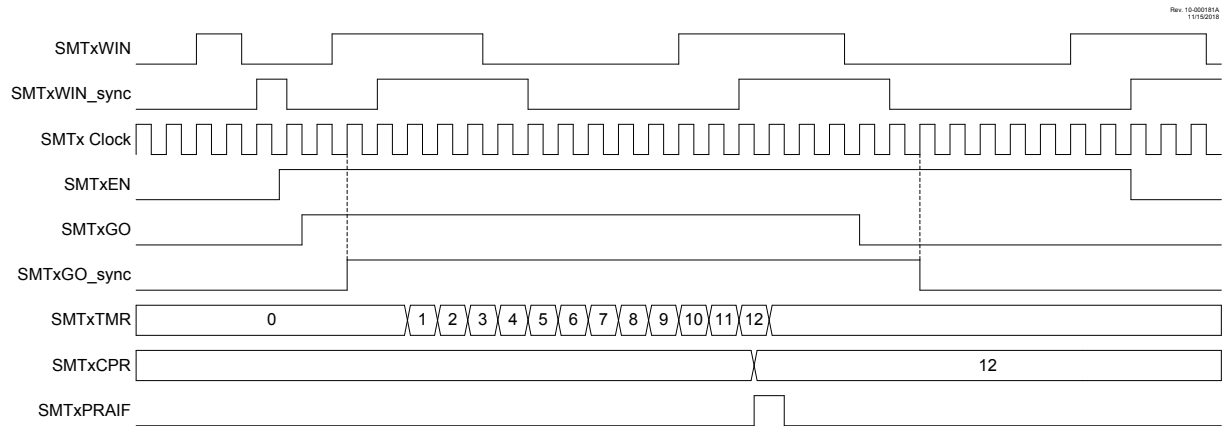 Rev. 10-000181A
11/15/2018
SMTxWIN
SMTxWIN_sync
SMTx Clock
SMTxEN
SMTxGO
SMTxGO_sync
SMTxTMR 0 1 2 3 4 5 6 7 8 9 10 11 12
SMTxCPR 12
SMTxPRAIF